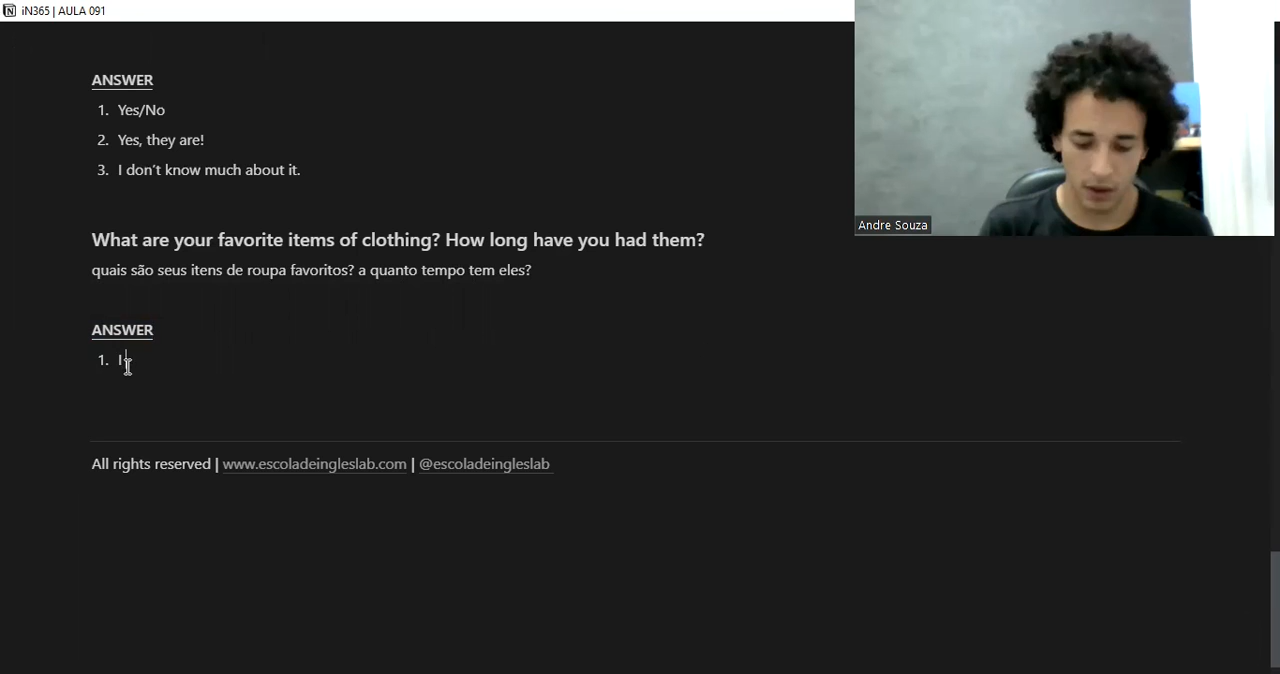 iN365 | AULA 091
ANSWER
1. Yes/No
2. Yes, they are!
3. I don't know much about it.
Andre Souza
What are your favorite items of clothing? How long have you had them?
quais são seus itens de roupa favoritos? a quanto tempo tem eles?
ANSWER
1. I
All rights reserved | www.escoladeingleslab.com | @escoladeingleslab